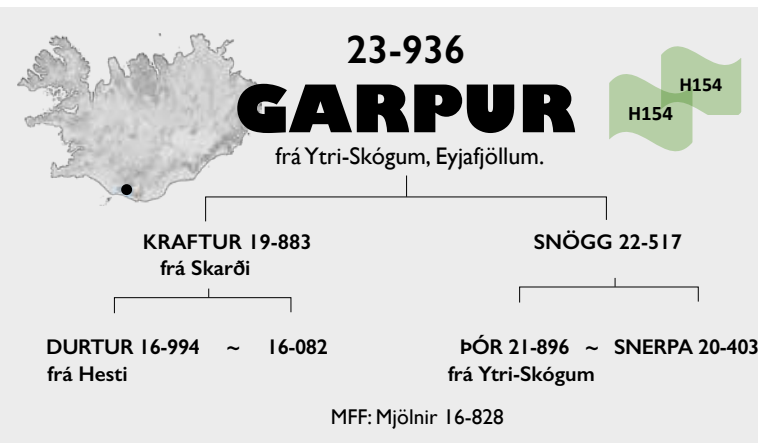 23-936
GARPUR
frá Ytri-Skógum, Eyjafjöllum.
H154
H154
KRAFTUR 19-883
frá Skarði
SNÖGG 22-517
DURTUR 16-994 ~ 16-082
frá Hesti
ÞÓR 21-896 ~ SNERPA 20-403
frá Ytri-Skógum
MFF: Mjölnir 16-828